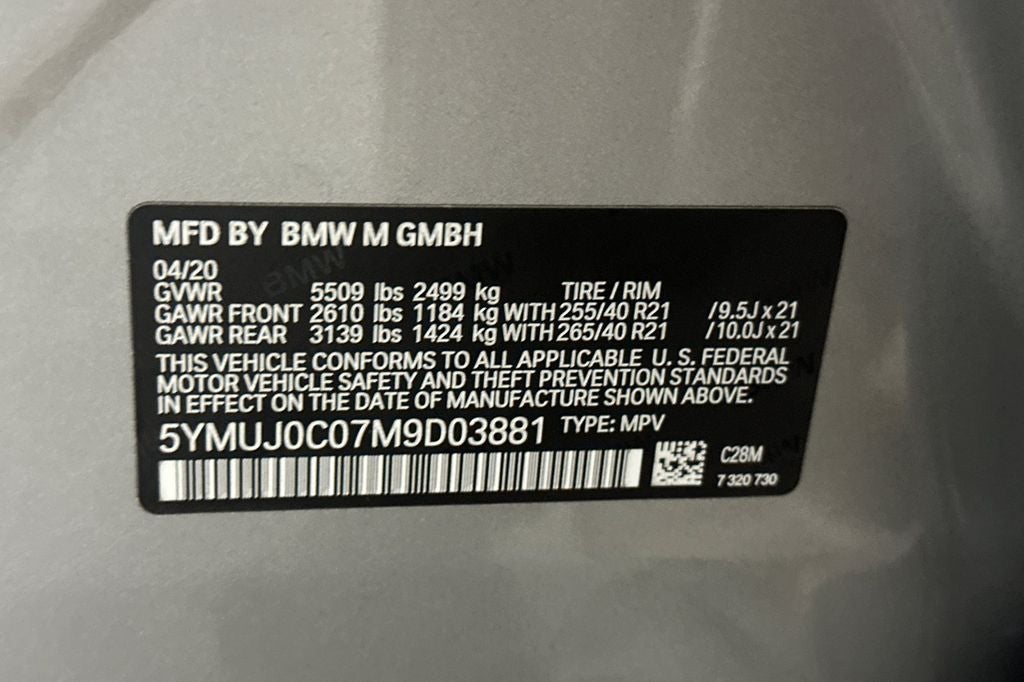 MFD BY BMW M GMBH
04/20
GVWR 5509 lbs 2499 kg TIRE / RIM
GAWR FRONT 2610 lbs 1184 kg WITH 255/40 R21 /9.5J x 21
GAWR REAR 3139 lbs 1424 kg WITH 265/40 R21 /10.0J x 21
THIS VEHICLE CONFORMS TO ALL APPLICABLE U. S. FEDERAL
MOTOR VEHICLE SAFETY AND THEFT PREVENTION STANDARDS
IN EFFECT ON THE DATE OF MANUFACTURE SHOWN ABOVE.
5YMUJ0C07M9D03881 TYPE: MPV
C28M
7 320 730